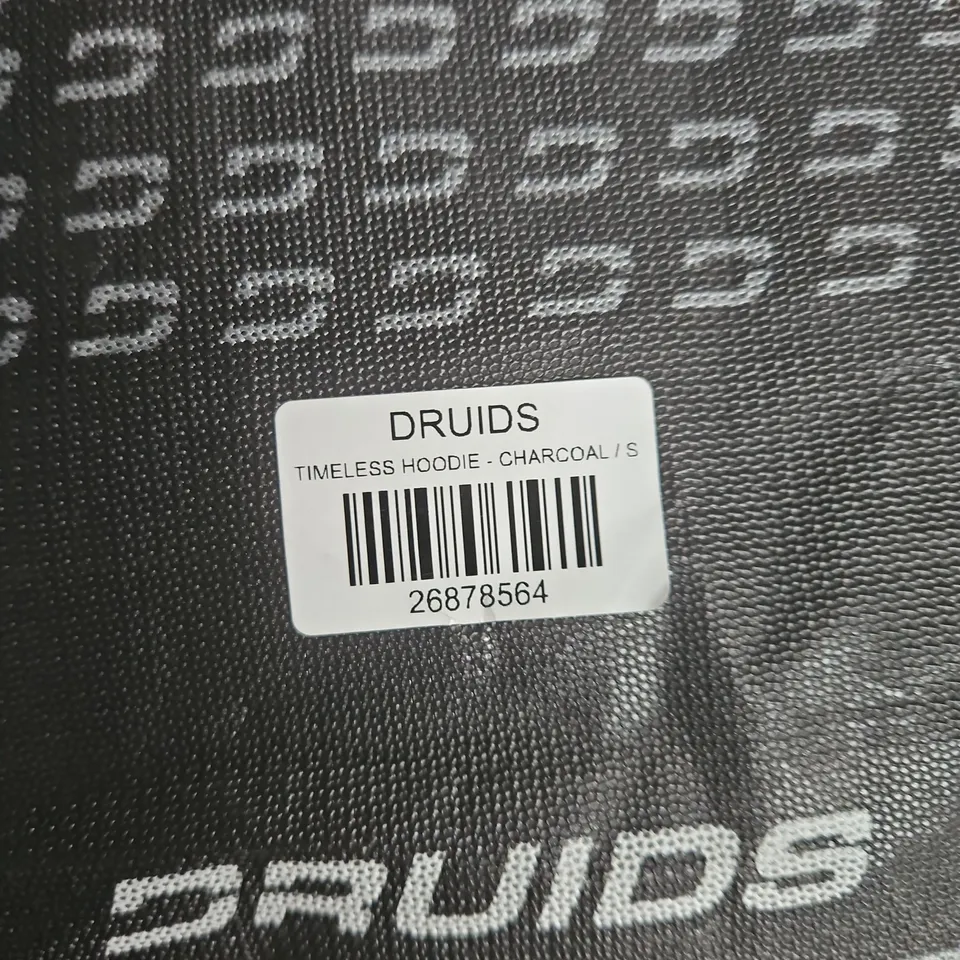 DRUIDS
TIMELESS HOODIE - CHARCOAL / S
26878564
DRUIDS